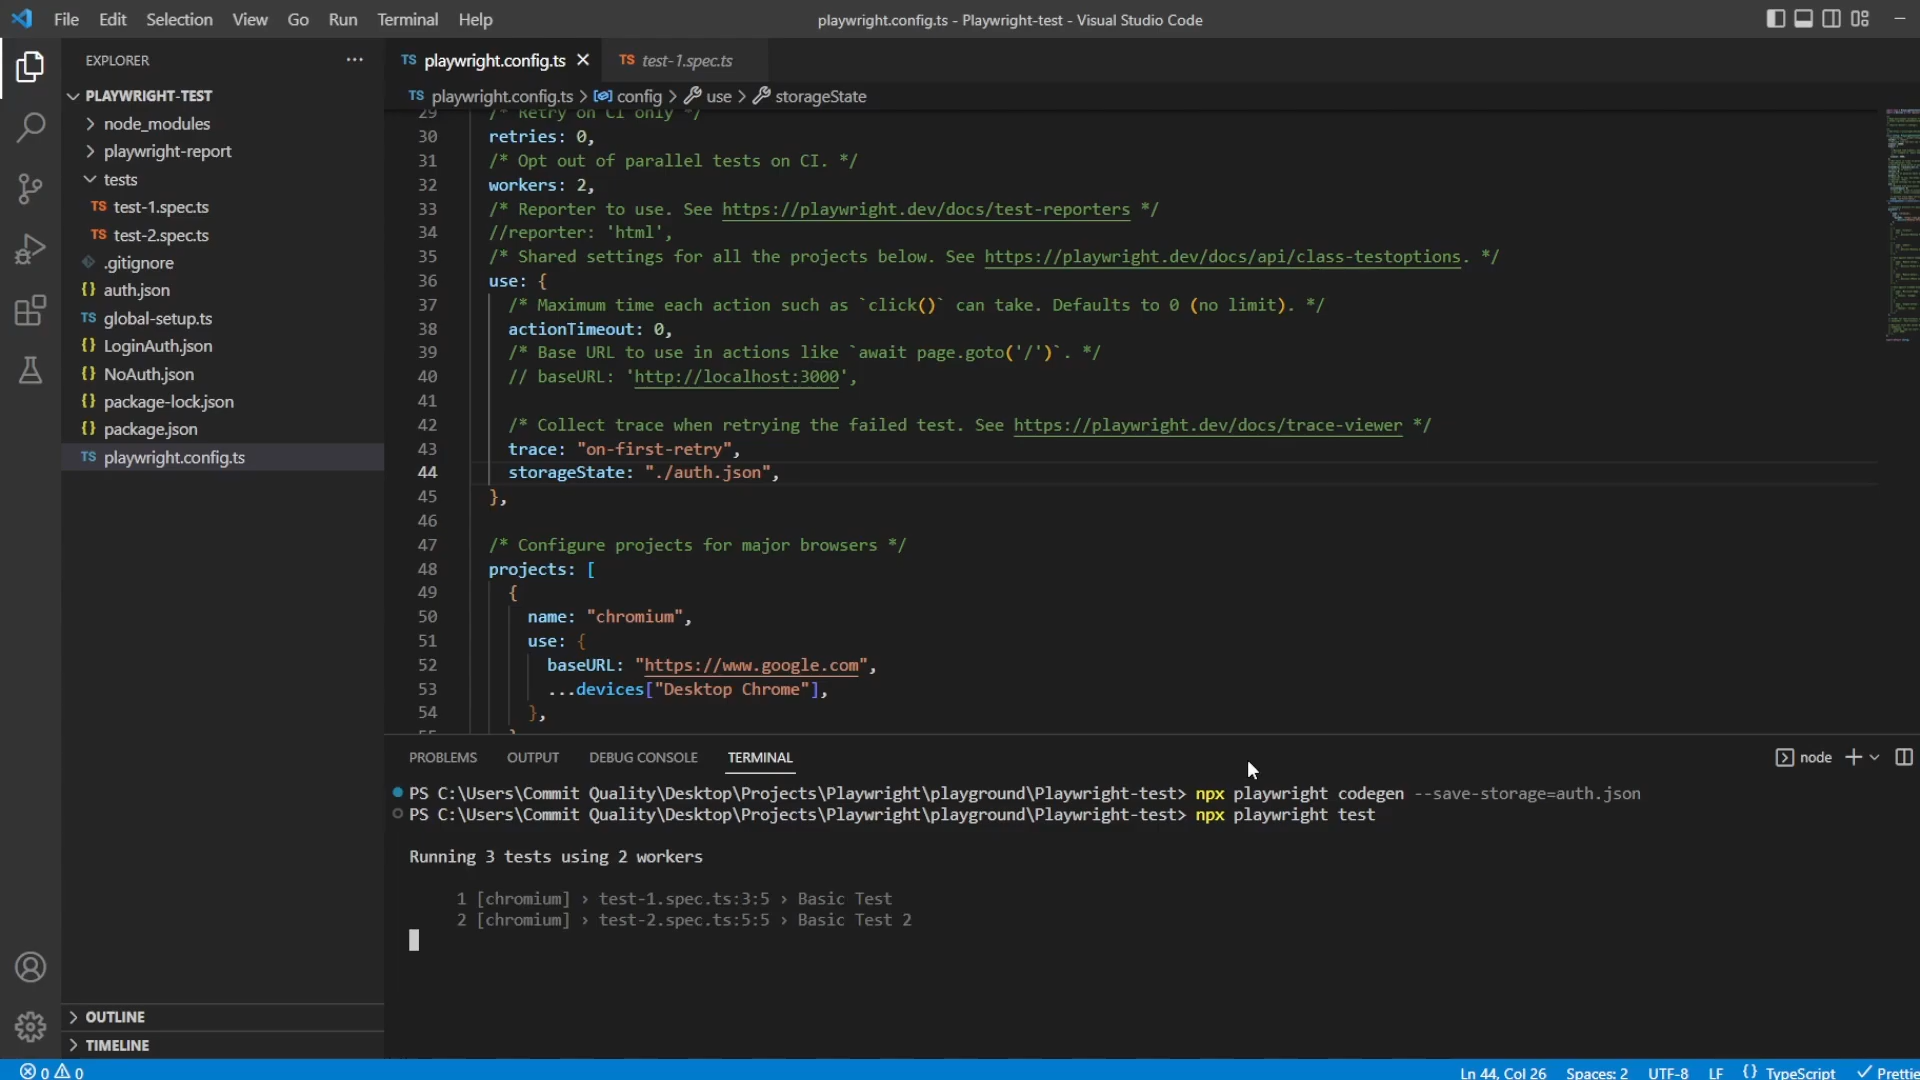 File Edit Selection View Go Run Terminal Help
playwright.config.ts - Playwright-test - Visual Studio Code
EXPLORER
PLAYWRIGHT-TEST
node_modules
playwright-report
tests
TS test-1.spec.ts
TS test-2.spec.ts
.gitignore
{} auth.json
TS global-setup.ts
{} LoginAuth.json
{} NoAuth.json
{} package-lock.json
{} package.json
TS playwright.config.ts
OUTLINE
TIMELINE
TS playwright.config.ts
TS test-1.spec.ts
TS playwright.config.ts > config > use > storageState
29 /* Retry on CI only */
30 retries: 0,
31 /* Opt out of parallel tests on CI. */
32 workers: 2,
33 /* Reporter to use. See https://playwright.dev/docs/test-reporters */
34 //reporter: 'html',
35 /* Shared settings for all the projects below. See https://playwright.dev/docs/api/class-testoptions. */
36 use: {
37 /* Maximum time each action such as `click()` can take. Defaults to 0 (no limit). */
38 actionTimeout: 0,
39 /* Base URL to use in actions like `await page.goto('/')`. */
40 // baseURL: 'http://localhost:3000',
41
42 /* Collect trace when retrying the failed test. See https://playwright.dev/docs/trace-viewer */
43 trace: "on-first-retry",
44 storageState: "./auth.json",
45 },
46
47 /* Configure projects for major browsers */
48 projects: [
49 {
50 name: "chromium",
51 use: {
52 baseURL: "https://www.google.com",
53 ...devices["Desktop Chrome"],
54 },
55 }
PROBLEMS OUTPUT DEBUG CONSOLE TERMINAL
node
PS C:\Users\Commit Quality\Desktop\Projects\Playwright\playground\Playwright-test> npx playwright codegen --save-storage=auth.json
PS C:\Users\Commit Quality\Desktop\Projects\Playwright\playground\Playwright-test> npx playwright test
Running 3 tests using 2 workers
1 [chromium] › test-1.spec.ts:3:5 › Basic Test
2 [chromium] › test-2.spec.ts:5:5 › Basic Test 2
0 0
Ln 44, Col 26 Spaces: 2 UTF-8 LF {} TypeScript Prettie